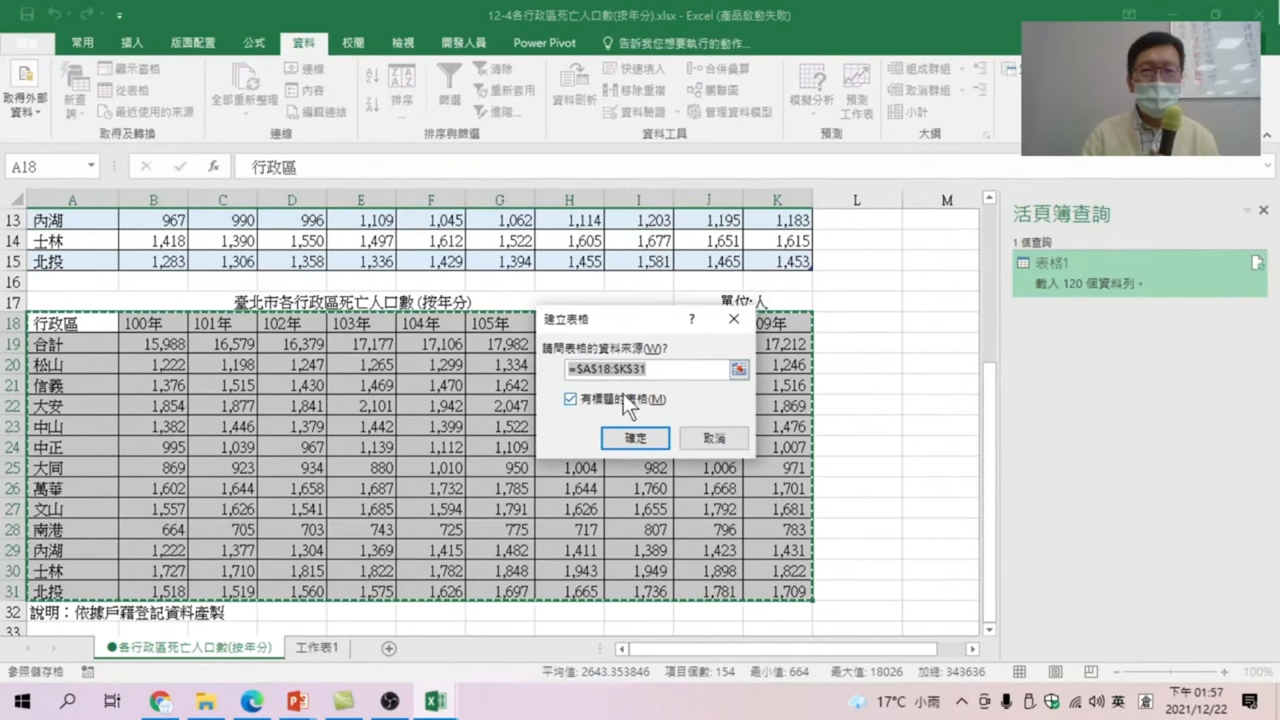 12-4各行政區死亡人口數(按年分).xlsx - Excel (產品啟動失敗)
常用 插入 版面配置 公式 資料 校閱 檢視 開發人員 Power Pivot 告訴我您想要執行的動作...
取得外部資料 新查詢 顯示窗格 從表格 最近使用的來源 全部重新整理 連線 內容 編輯連結 排序 篩選 清除 重新套用 進階... 資料剖析 快速填入 移除重複 資料驗證 合併彙算 關聯圖 管理資料模型 模擬分析 預測工作表 組成群組 取消群組 小計
取得及轉換 連線 排序與篩選 資料工具 預測 大綱
A18 行政區
A B C D E F G H I J K L M
13 內湖 967 990 996 1,109 1,045 1,062 1,114 1,203 1,195 1,183
14 士林 1,418 1,390 1,550 1,497 1,612 1,522 1,605 1,677 1,651 1,615
15 北投 1,283 1,306 1,358 1,336 1,429 1,394 1,455 1,581 1,465 1,453
16
17 臺北市各行政區死亡人口數 (按年分) 單位:人
18 行政區 100年 101年 102年 103年 104年 105年 09年
19 合計 15,988 16,579 16,379 17,177 17,106 17,982 17,212
20 松山 1,222 1,198 1,247 1,265 1,299 1,334 1,246
21 信義 1,376 1,515 1,430 1,469 1,470 1,642 1,516
22 大安 1,854 1,877 1,841 2,101 1,942 2,047 1,869
23 中山 1,382 1,446 1,379 1,442 1,399 1,522 1,476
24 中正 995 1,039 967 1,139 1,112 1,109 1,007
25 大同 869 923 934 880 1,010 950 1,004 982 1,006 971
26 萬華 1,602 1,644 1,658 1,687 1,732 1,785 1,644 1,760 1,668 1,701
27 文山 1,557 1,626 1,541 1,685 1,594 1,791 1,626 1,655 1,792 1,681
28 南港 664 705 703 743 725 775 717 807 796 783
29 內湖 1,222 1,377 1,304 1,369 1,415 1,482 1,411 1,389 1,423 1,431
30 士林 1,727 1,710 1,815 1,822 1,782 1,848 1,943 1,949 1,898 1,822
31 北投 1,518 1,519 1,560 1,575 1,626 1,697 1,665 1,736 1,781 1,709
32 說明：依據戶籍登記資料產製
33
建立表格 ?
請問表格的資料來源(W)?
=$A$18:$K$31
有標題的表格(M)
確定 取消
活頁簿查詢
1 個查詢
表格1
載入 120 個資料列。
各行政區死亡人口數(按年分) 工作表1
參照儲存格 平均值: 2643.353846 項目個數: 154 最小值: 664 最大值: 18026 加總: 343636 100%
17°C 小雨 英 下午 01:57
2021/12/22